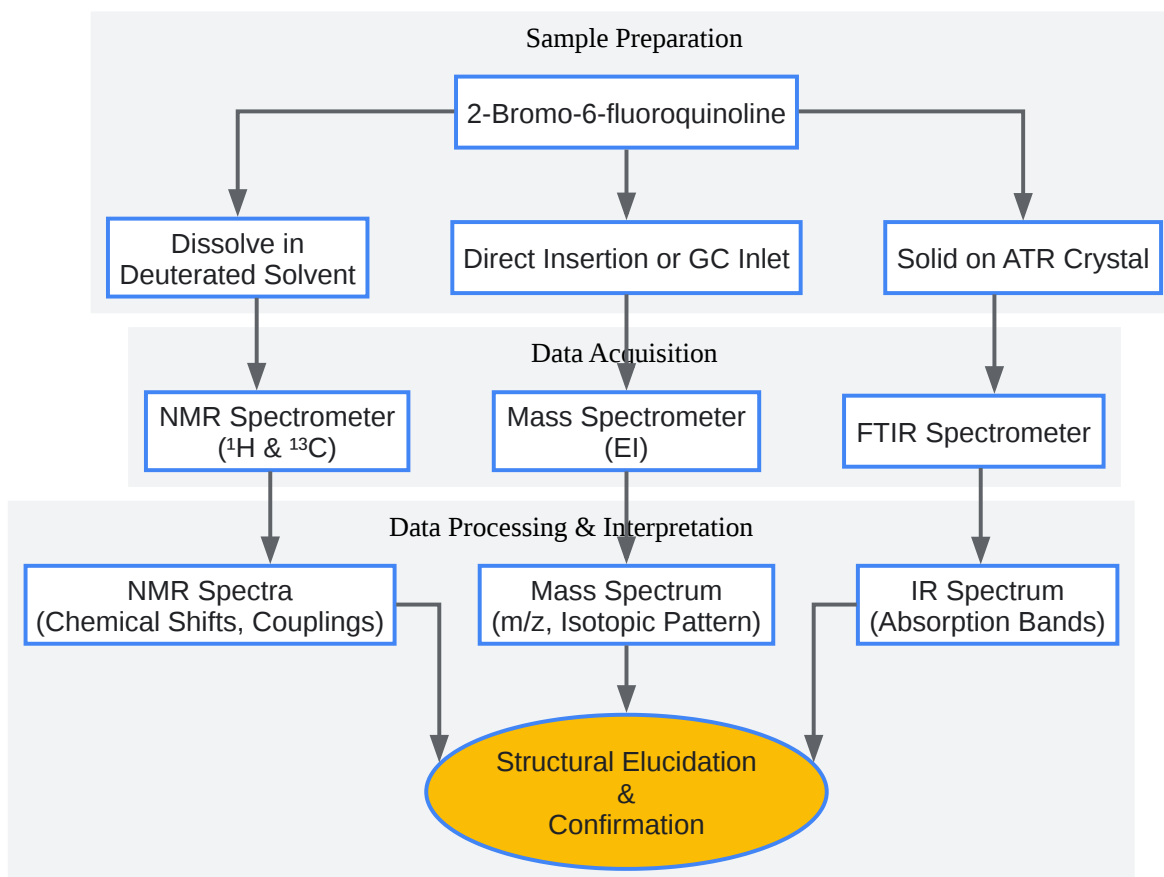 Sample Preparation
2-Bromo-6-fluoroquinoline
Dissolve in
Deuterated Solvent
Direct Insertion or GC Inlet
Solid on ATR Crystal
Data Acquisition
NMR Spectrometer
(¹H & ¹³C)
Mass Spectrometer
(EI)
FTIR Spectrometer
Data Processing & Interpretation
NMR Spectra
(Chemical Shifts, Couplings)
Mass Spectrum
(m/z, Isotopic Pattern)
IR Spectrum
(Absorption Bands)
Structural Elucidation
&
Confirmation